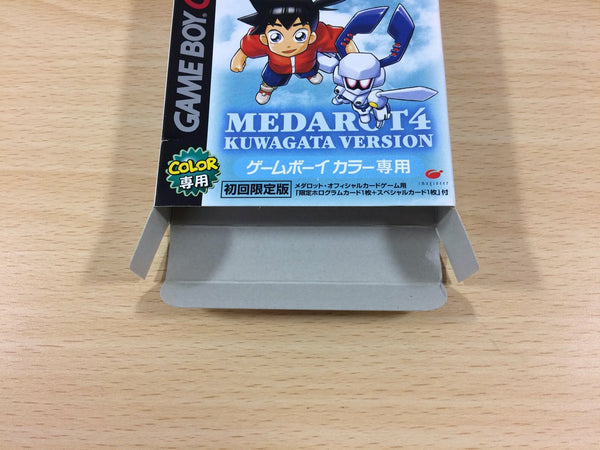 GAME BOY C
MEDAROT4
KUWAGATA VERSION
ゲームボーイ カラー専用
COLOR
専用
初回限定版
メダロット・オフィシャルカードゲーム用
「限定ホログラムカード1枚+スペシャルカード1枚」付
imagineer